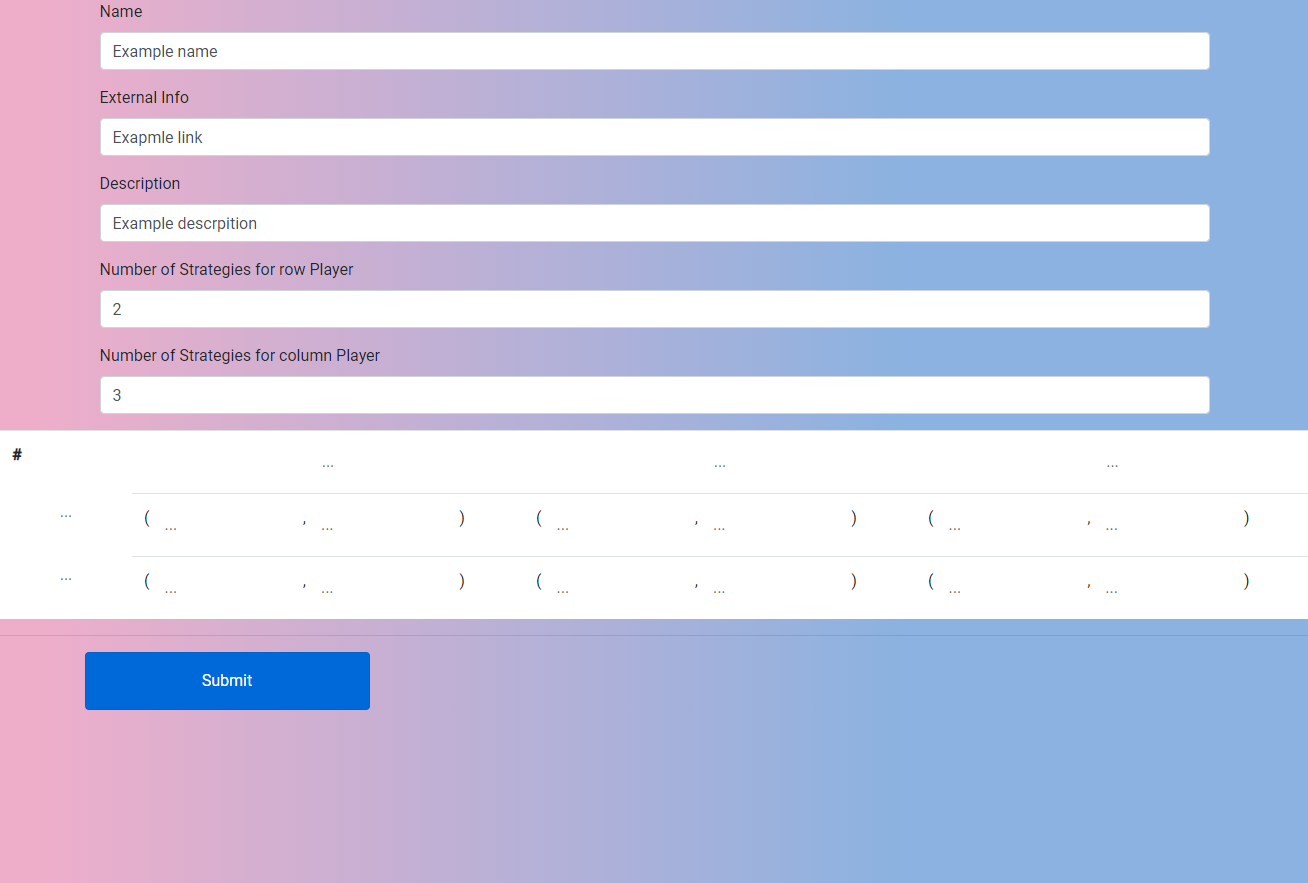 Name
Example name
External Info
Exapmle link
Description
Example descrpition
Number of Strategies for row Player
2
Number of Strategies for column Player
3
# ... ... ...
... ( ... , ... ) ( ... , ... ) ( ... , ... )
... ( ... , ... ) ( ... , ... ) ( ... , ... )
Submit